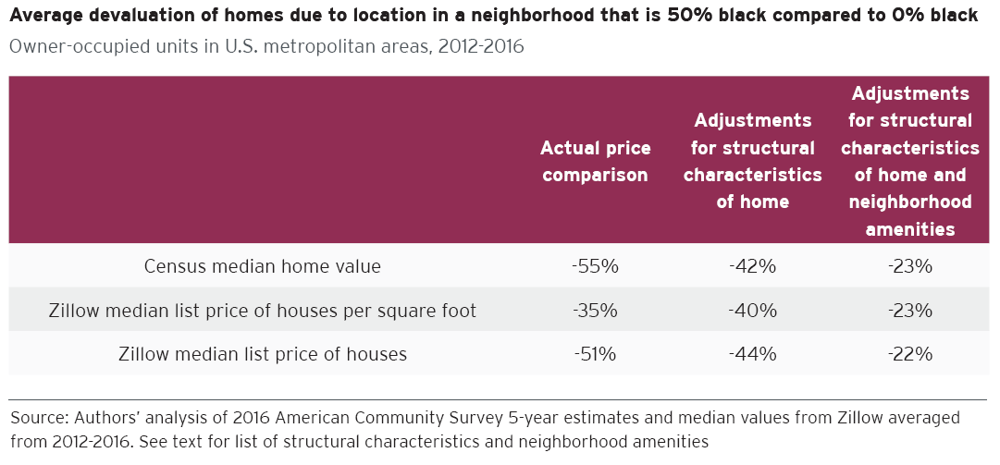 Average devaluation of homes due to location in a neighborhood that is 50% black compared to 0% black
Owner-occupied units in U.S. metropolitan areas, 2012-2016
Actual price
comparison
Adjustments
for structural
characteristics
of home
Adjustments
for structural
characteristics
of home and
neighborhood
amenities
Census median home value -55% -42% -23%
Zillow median list price of houses per square foot -35% -40% -23%
Zillow median list price of houses -51% -44% -22%
Source: Authors’ analysis of 2016 American Community Survey 5-year estimates and median values from Zillow averaged
from 2012-2016. See text for list of structural characteristics and neighborhood amenities